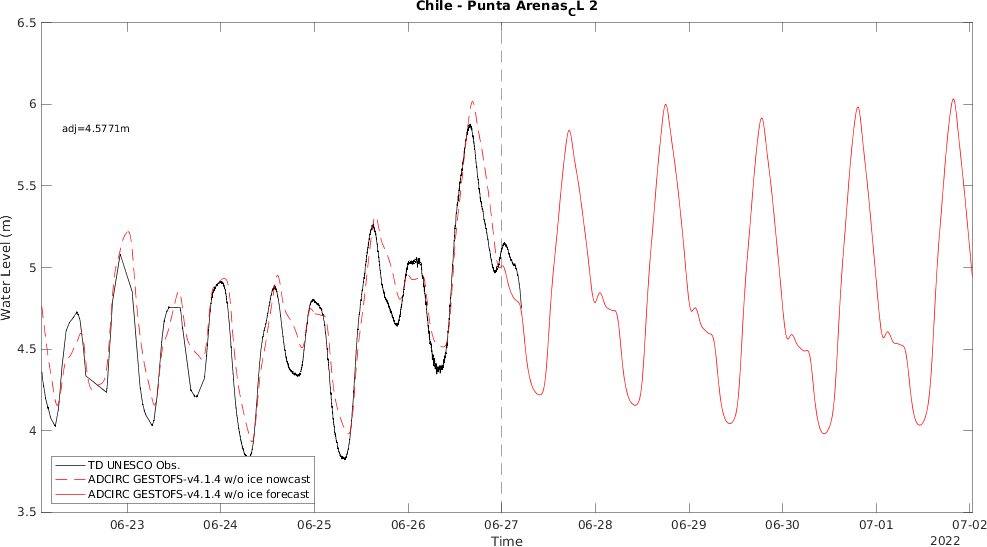 Chile - Punta Arenas_CL 2
6.5
6
5.5
5
4.5
4
3.5
Water Level (m)
adj=4.5771m
TD UNESCO Obs.
ADCIRC GESTOFS-v4.1.4 w/o ice nowcast
ADCIRC GESTOFS-v4.1.4 w/o ice forecast
06-23 06-24 06-25 06-26 06-27 06-28 06-29 06-30 07-01 07-02
Time
2022